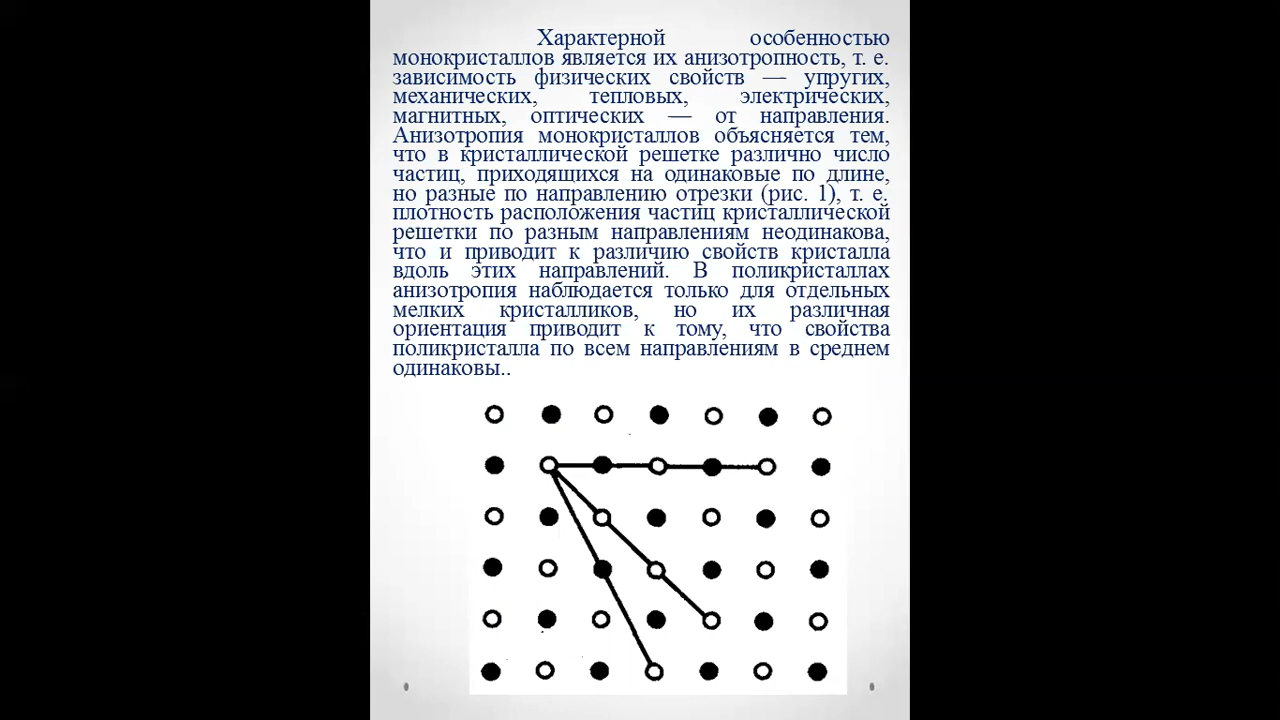 Характерной особенностью
монокристаллов является их анизотропность, т. е.
зависимость физических свойств — упругих,
механических, тепловых, электрических,
магнитных, оптических — от направления.
Анизотропия монокристаллов объясняется тем,
что в кристаллической решетке различно число
частиц, приходящихся на одинаковые по длине,
но разные по направлению отрезки (рис. 1), т. е.
плотность расположения частиц кристаллической
решетки по разным направлениям неодинакова,
что и приводит к различию свойств кристалла
вдоль этих направлений. В поликристаллах
анизотропия наблюдается только для отдельных
мелких кристалликов, но их различная
ориентация приводит к тому, что свойства
поликристалла по всем направлениям в среднем
одинаковы..